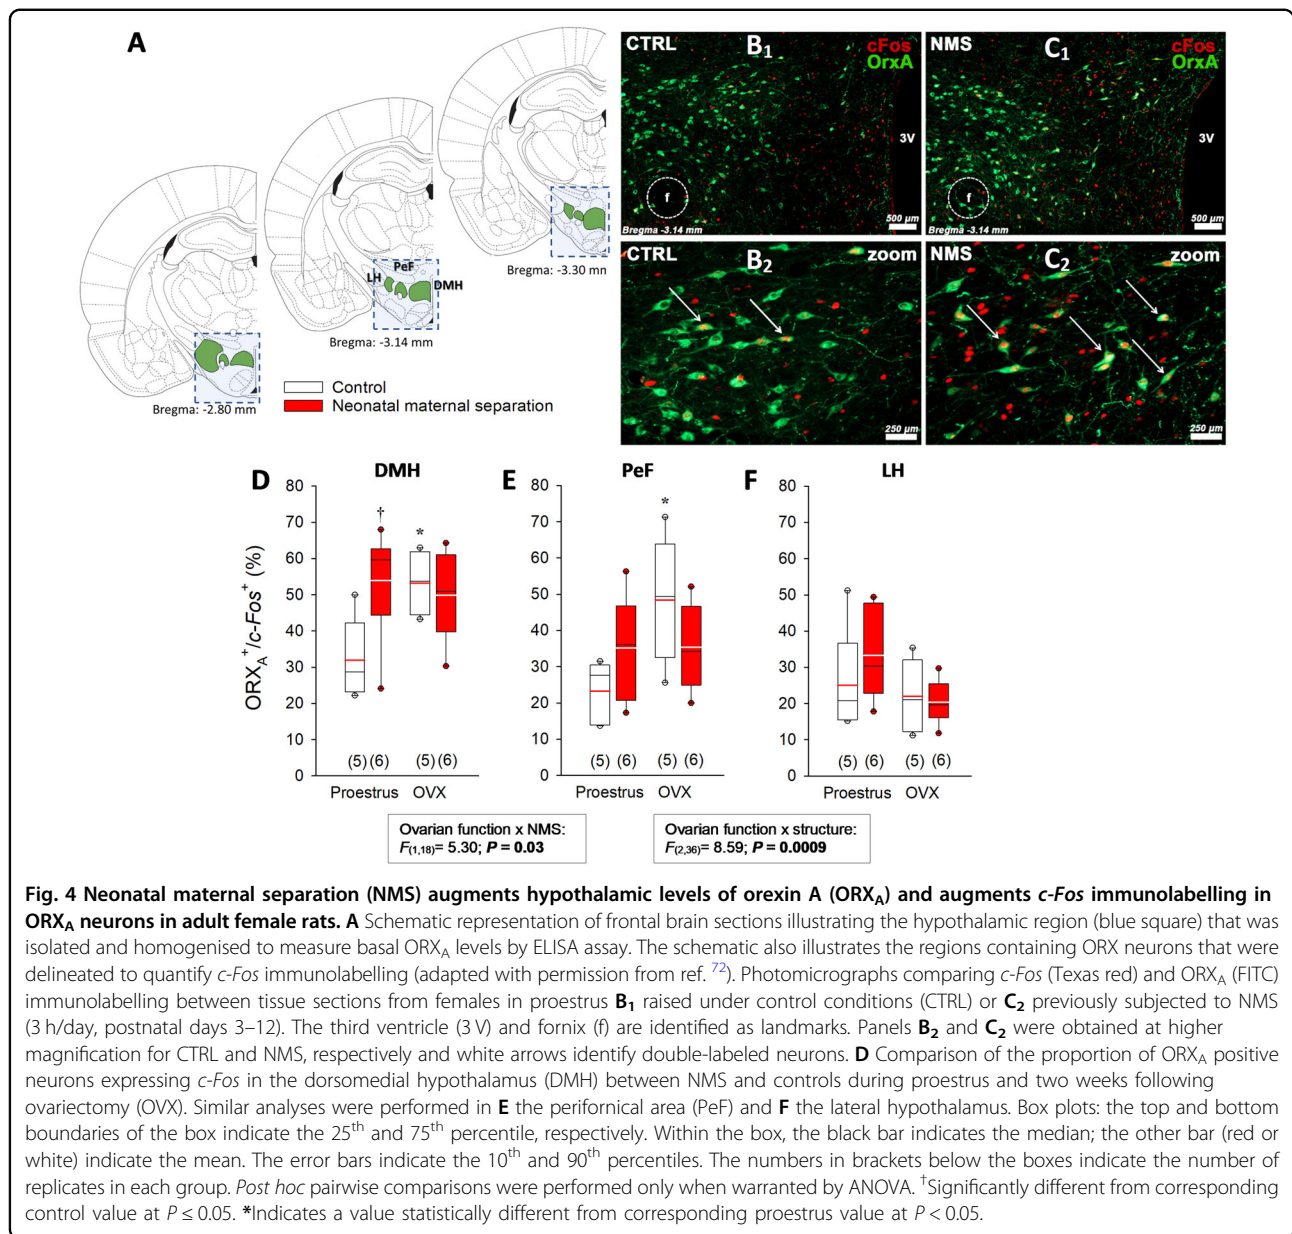 A
Bregma: -2.80 mm
LH
PeF
DMH
Bregma: -3.14 mm
Bregma: -3.30 mm
Control
Neonatal maternal separation
CTRL
B₁
cFos
OrxA
f
Bregma -3.14 mm
500 µm
NMS
C₁
cFos
OrxA
3V
f
Bregma -3.14 mm
500 µm
CTRL
B₂
zoom
250 µm
NMS
C₂
zoom
250 µm
D
DMH
ORX_A⁺/c-Fos⁺ (%)
80
70
60
50
40
30
20
10
0
†
*
(5) (6) (5) (6)
Proestrus OVX
E
PeF
80
70
60
50
40
30
20
10
0
*
(5) (6) (5) (6)
Proestrus OVX
F
LH
80
70
60
50
40
30
20
10
0
(5) (6) (5) (6)
Proestrus OVX
Ovarian function x NMS:
F(1,18)= 5.30; P = 0.03
Ovarian function x structure:
F(2,36)= 8.59; P = 0.0009
Fig. 4 Neonatal maternal separation (NMS) augments hypothalamic levels of orexin A (ORX_A) and augments c-Fos immunolabelling in
ORX_A neurons in adult female rats. A Schematic representation of frontal brain sections illustrating the hypothalamic region (blue square) that was
isolated and homogenised to measure basal ORX_A levels by ELISA assay. The schematic also illustrates the regions containing ORX neurons that were
delineated to quantify c-Fos immunolabelling (adapted with permission from ref. 72). Photomicrographs comparing c-Fos (Texas red) and ORX_A (FITC)
immunolabelling between tissue sections from females in proestrus B₁ raised under control conditions (CTRL) or C₂ previously subjected to NMS
(3 h/day, postnatal days 3–12). The third ventricle (3 V) and fornix (f) are identified as landmarks. Panels B₂ and C₂ were obtained at higher
magnification for CTRL and NMS, respectively and white arrows identify double-labeled neurons. D Comparison of the proportion of ORX_A positive
neurons expressing c-Fos in the dorsomedial hypothalamus (DMH) between NMS and controls during proestrus and two weeks following
ovariectomy (OVX). Similar analyses were performed in E the perifornical area (PeF) and F the lateral hypothalamus. Box plots: the top and bottom
boundaries of the box indicate the 25th and 75th percentile, respectively. Within the box, the black bar indicates the median; the other bar (red or
white) indicate the mean. The error bars indicate the 10th and 90th percentiles. The numbers in brackets below the boxes indicate the number of
replicates in each group. Post hoc pairwise comparisons were performed only when warranted by ANOVA. †Significantly different from corresponding
control value at P ≤ 0.05. *Indicates a value statistically different from corresponding proestrus value at P < 0.05.